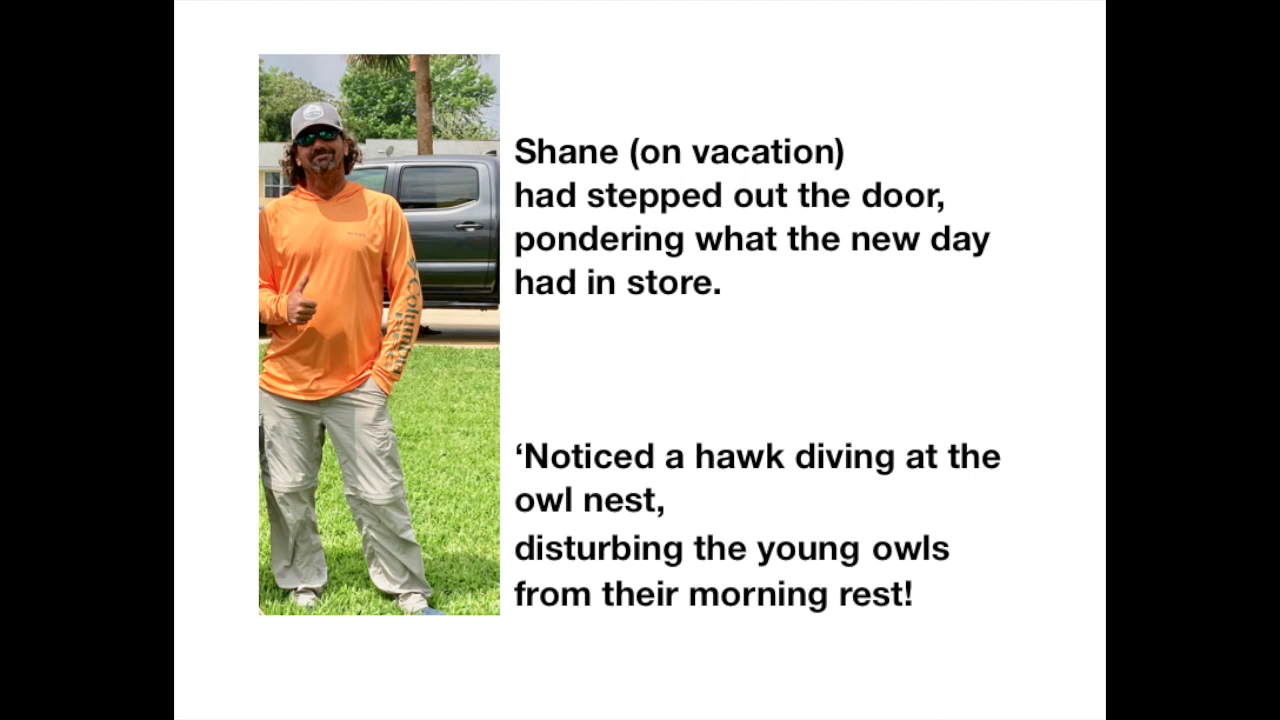 Shane (on vacation)
had stepped out the door,
pondering what the new day
had in store.
‘Noticed a hawk diving at the
owl nest,
disturbing the young owls
from their morning rest!
Columbia